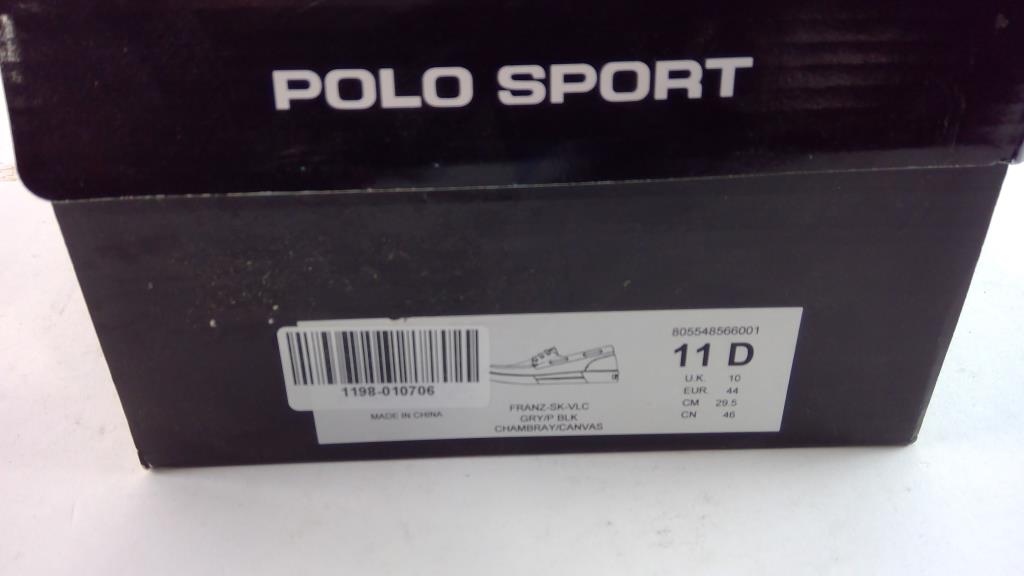 POLO SPORT
1198-010706
MADE IN CHINA
FRANZ-SK-VLC
GRY/P BLK
CHAMBRAY/CANVAS
805548566001
11 D
U.K. 10
EUR. 44
CM 29.5
CN 46